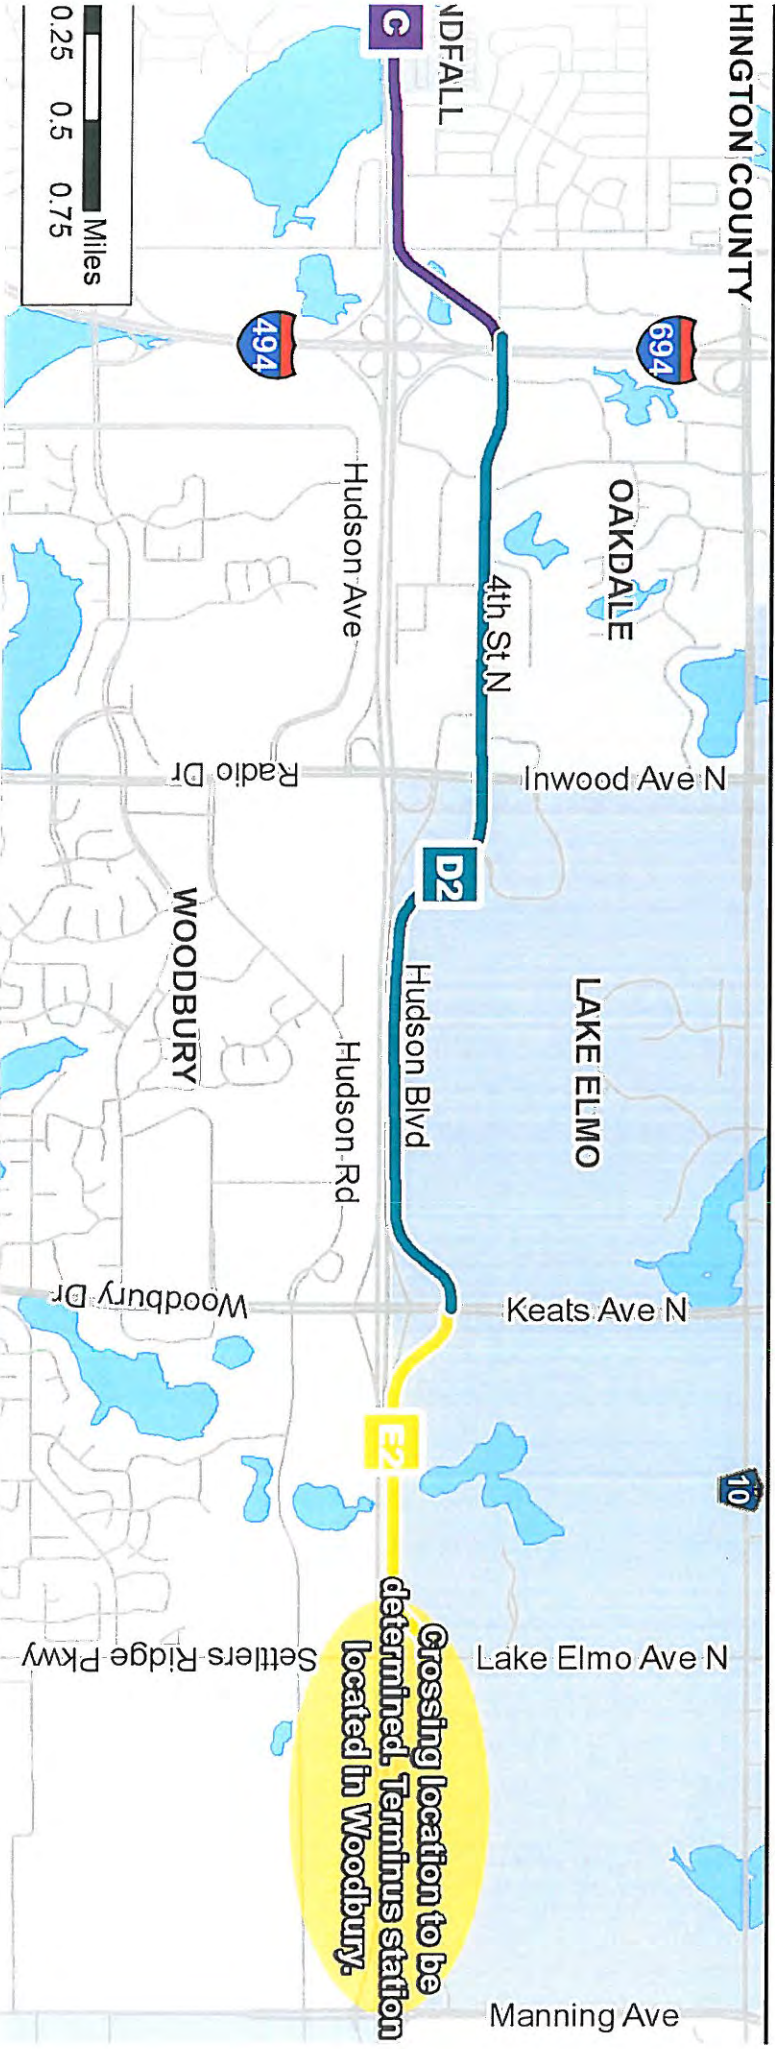 HINGTON COUNTY
10
694
OAKDALE
Inwood Ave N
LAKE ELMO
Keats Ave N
Lake Elmo Ave N
Manning Ave
NDFALL
C
4th St N
D2
Hudson Blvd
E2
Crossing location to be
determined. Terminus station
located in Woodbury.
494
Hudson Ave
Radio Dr
WOODBURY
Hudson Rd
Woodbury Dr
Settlers Ridge Pkwy
Miles
0.25 0.5 0.75